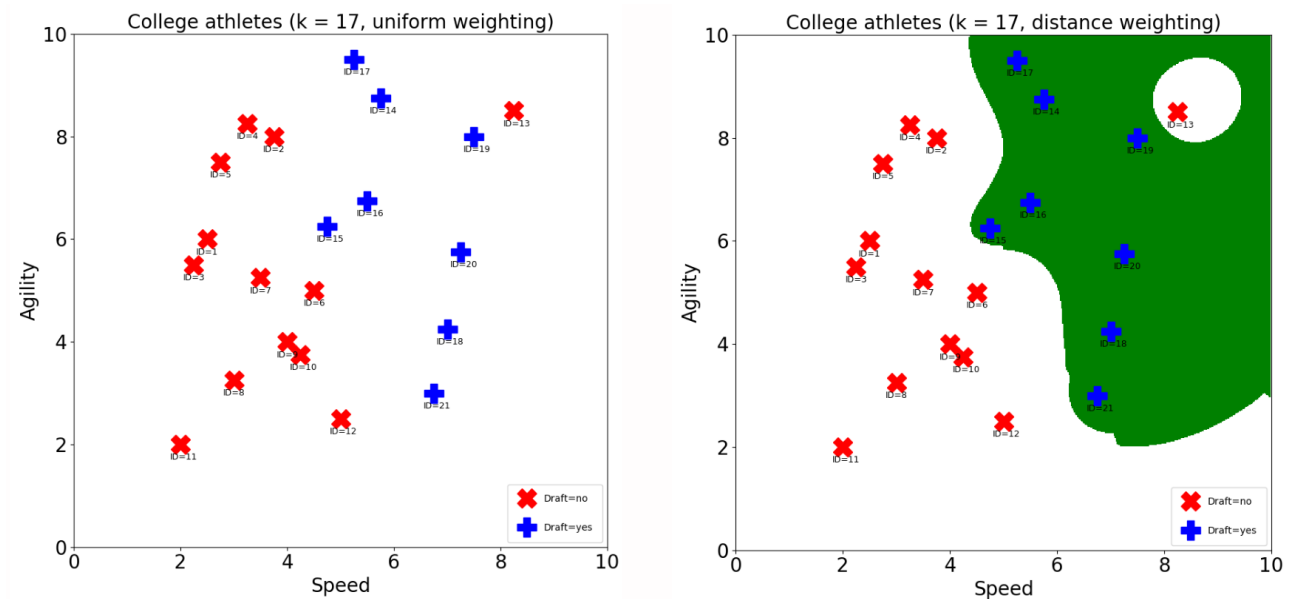 College athletes (k = 17, uniform weighting)
10
8
6
4
2
0
Agility
ID=17
ID=14
ID=13
ID=4
ID=2
ID=19
ID=5
ID=16
ID=15
ID=1
ID=20
ID=3
ID=7
ID=6
ID=18
ID=9
ID=10
ID=8
ID=21
ID=12
ID=11
Draft=no
Draft=yes
0 2 4 6 8 10
Speed
College athletes (k = 17, distance weighting)
10
8
6
4
2
0
Agility
ID=17
ID=14
ID=13
ID=4
ID=2
ID=19
ID=5
ID=16
ID=15
ID=1
ID=20
ID=3
ID=7
ID=6
ID=18
ID=9
ID=10
ID=8
ID=21
ID=12
ID=11
Draft=no
Draft=yes
0 2 4 6 8 10
Speed